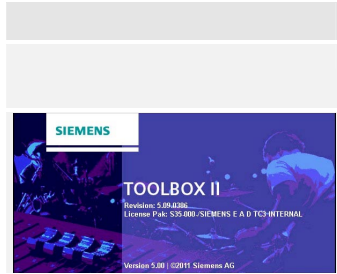 SIEMENS
TOOLBOX II
Revision: 5.09-0386
License Pak: S35-000-/SIEMENS E A D TC3-INTERNAL
Version 5.00 | ©2011 Siemens AG